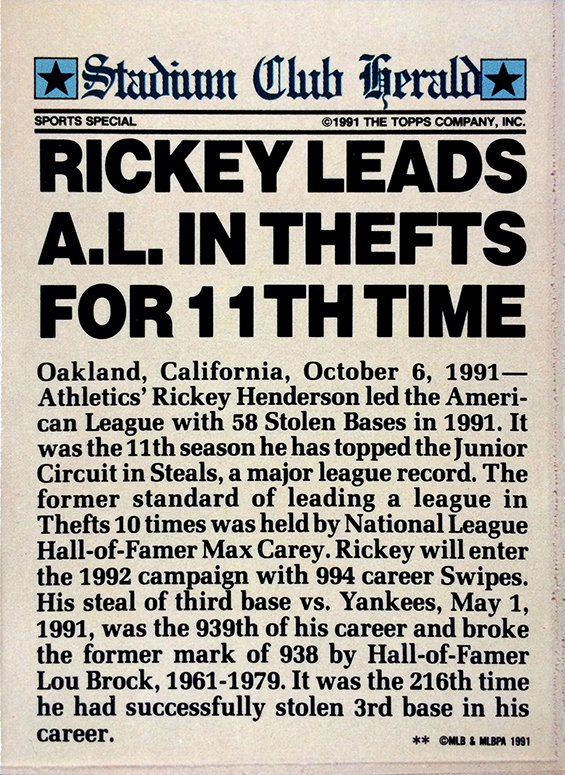 Stadium Club Herald
SPORTS SPECIAL ©1991 THE TOPPS COMPANY, INC.
RICKEY LEADS
A.L. IN THEFTS
FOR 11TH TIME
Oakland, California, October 6, 1991—
Athletics' Rickey Henderson led the Ameri-
can League with 58 Stolen Bases in 1991. It
was the 11th season he has topped the Junior
Circuit in Steals, a major league record. The
former standard of leading a league in
Thefts 10 times was held by National League
Hall-of-Famer Max Carey. Rickey will enter
the 1992 campaign with 994 career Swipes.
His steal of third base vs. Yankees, May 1,
1991, was the 939th of his career and broke
the former mark of 938 by Hall-of-Famer
Lou Brock, 1961-1979. It was the 216th time
he had successfully stolen 3rd base in his
career.
** ©MLB & MLBPA 1991